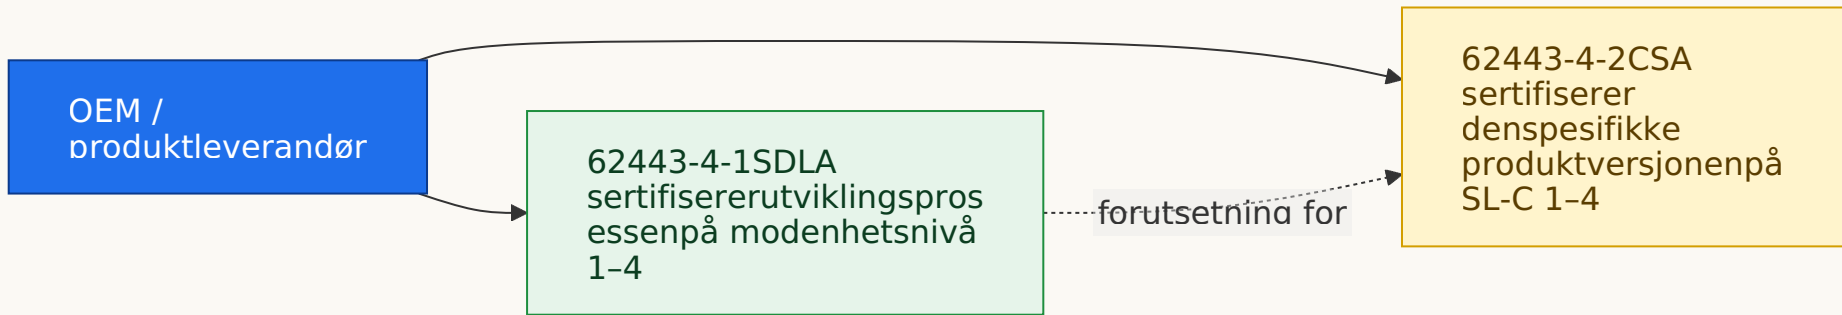 OEM /
produktleverandør
62443-4-1SDLA
sertifisererutviklingspros
essenpå modenhetsnivå
1–4
forutsetning for
62443-4-2CSA
sertifiserer
denspesifikke
produktversjonenpå
SL-C 1–4